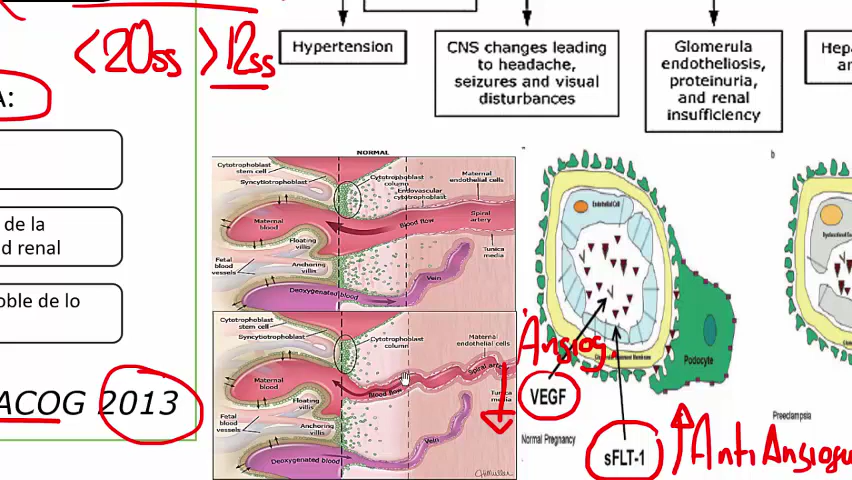 <20ss >12ss
A:
de la
d renal
oble de lo
ACOG 2013
Hypertension
CNS changes leading
to headache,
seizures and visual
disturbances
Glomerula
endotheliosis,
proteinuria,
and renal
insufficiency
Hepa
an
NORMAL
Cytotrophoblast
stem cell
Syncytiotrophoblast
Cytotrophoblast
column
Endovascular
cytotrophoblast
Maternal
endothelial cells
Maternal
blood
Blood flow
Spiral
artery
Floating
villis
Fetal
blood
vessels
Anchoring
villis
Tunica
media
Vein
Deoxygenated blood
Cytotrophoblast
stem cell
Syncytiotrophoblast
Cytotrophoblast
column
Maternal
endothelial cells
Maternal
blood
Blood flow
Spiral
Floating
villis
Fetal
blood
vessels
Anchoring
villis
Tunica
media
Vein
Deoxygenated blood
b
Endothelial Cell
Podocyte
Angiog
VEGF
Normal Pregnancy
sFLT-1
AntiAngioge
Preeclampsia